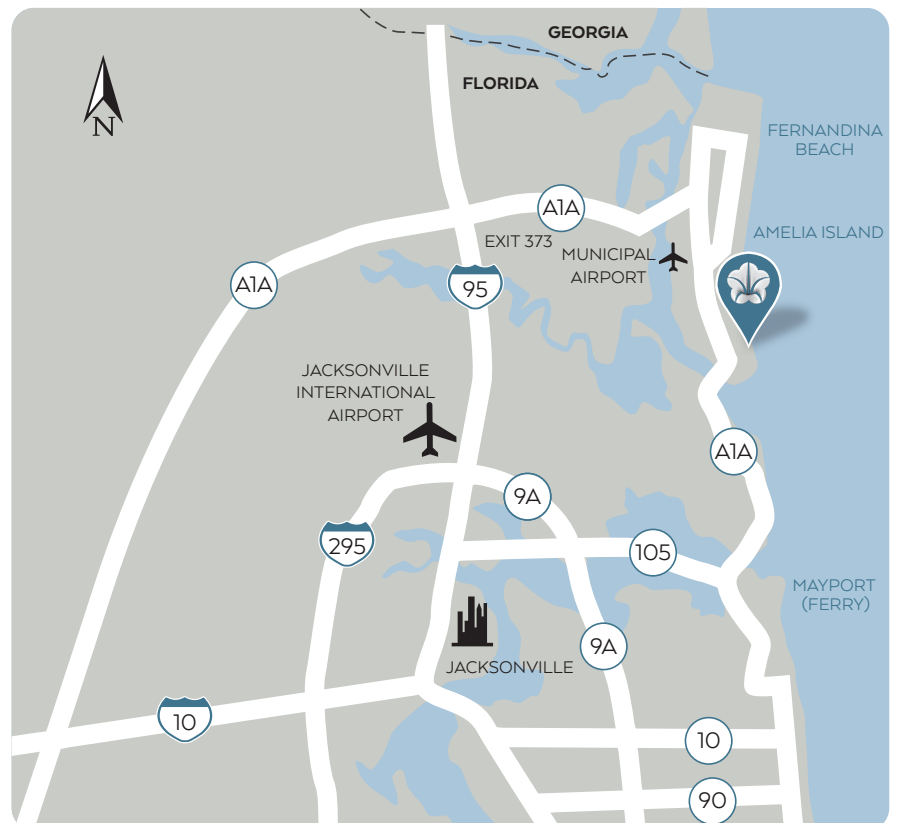 GEORGIA
FLORIDA
N
FERNANDINA
BEACH
A1A
AMELIA ISLAND
EXIT 373
MUNICIPAL
AIRPORT
A1A
95
JACKSONVILLE
INTERNATIONAL
AIRPORT
A1A
9A
295
105
MAYPORT
(FERRY)
9A
JACKSONVILLE
10
10
90